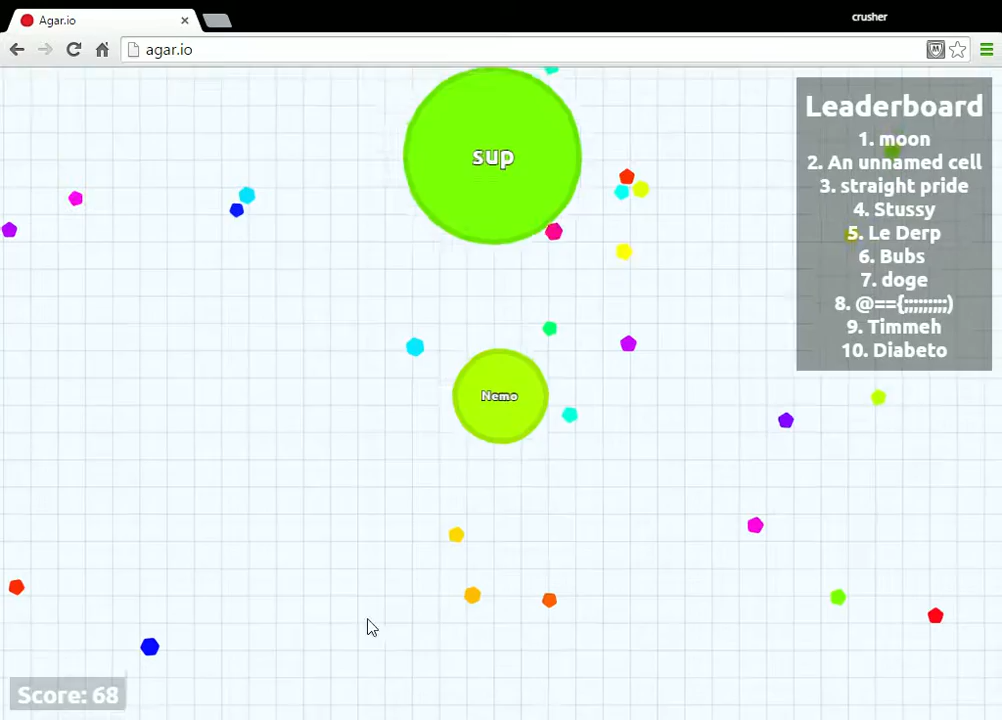 Agar.io
crusher
agar.io
sup
Nemo
Leaderboard
1. moon
2. An unnamed cell
3. straight pride
4. Stussy
5. Le Derp
6. Bubs
7. doge
8. @=={;;;;;;;;;)
9. Timmeh
10. Diabeto
Score: 68